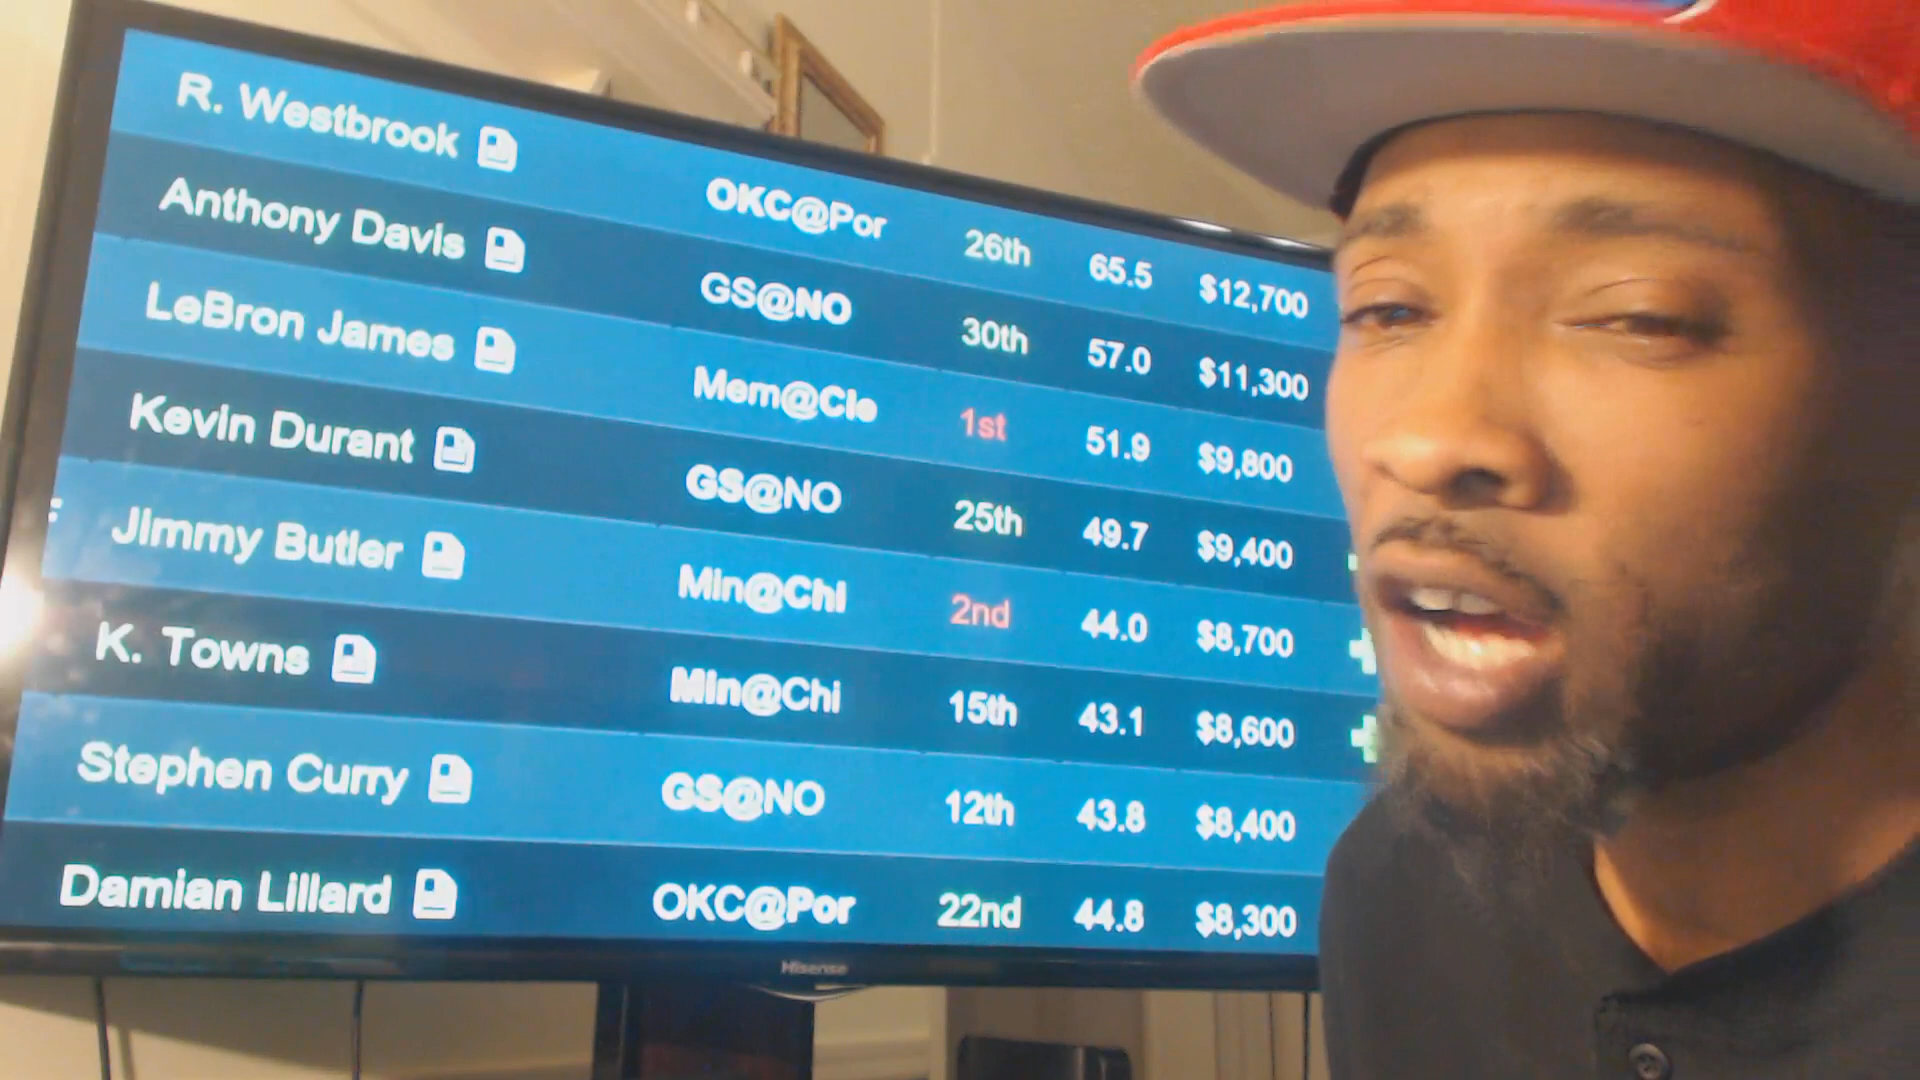 R. Westbrook OKC@Por 26th 65.5 $12,700
Anthony Davis GS@NO 30th 57.0 $11,300
LeBron James Mem@Cle 1st 51.9 $9,800
Kevin Durant GS@NO 25th 49.7 $9,400
Jimmy Butler Min@Chi 2nd 44.0 $8,700
K. Towns Min@Chi 15th 43.1 $8,600
Stephen Curry GS@NO 12th 43.8 $8,400
Damian Lillard OKC@Por 22nd 44.8 $8,300
Hisense